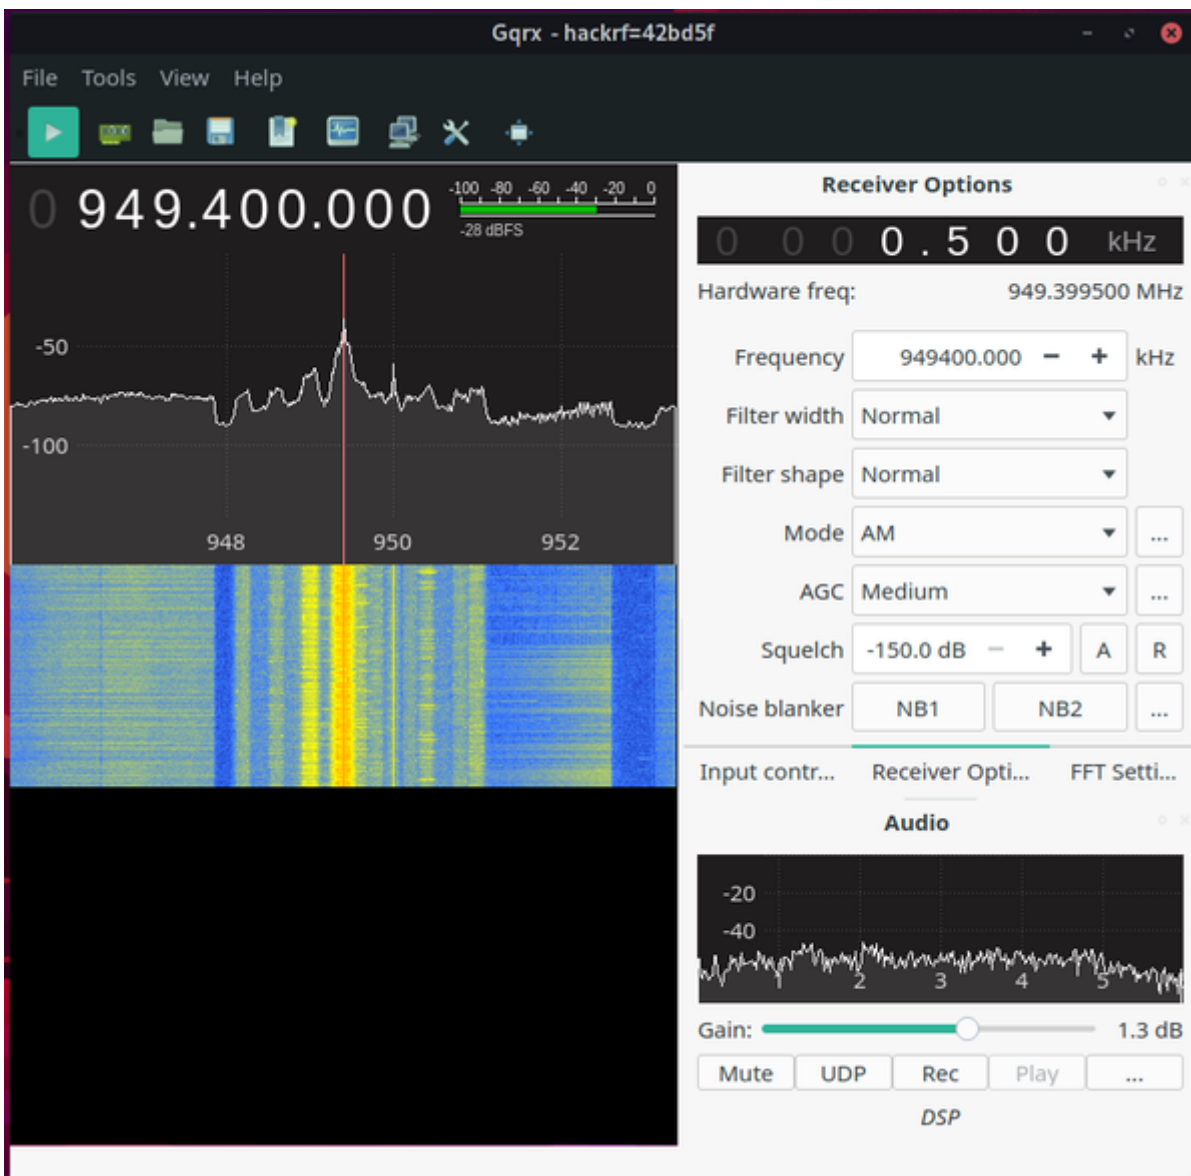 Gqrx - hackrf=42bd5f
File Tools View Help
0 949.400.000
-100 -80 -60 -40 -20 0
-28 dBFS
-50
-100
948 950 952
Receiver Options
0 0 0 0 . 5 0 0 kHz
Hardware freq: 949.399500 MHz
Frequency 949400.000 − + kHz
Filter width Normal
Filter shape Normal
Mode AM ...
AGC Medium ...
Squelch -150.0 dB − + A R
Noise blanker NB1 NB2 ...
Input contr... Receiver Opti... FFT Setti...
Audio
-20
-40
1 2 3 4 5
Gain: 1.3 dB
Mute UDP Rec Play ...
DSP